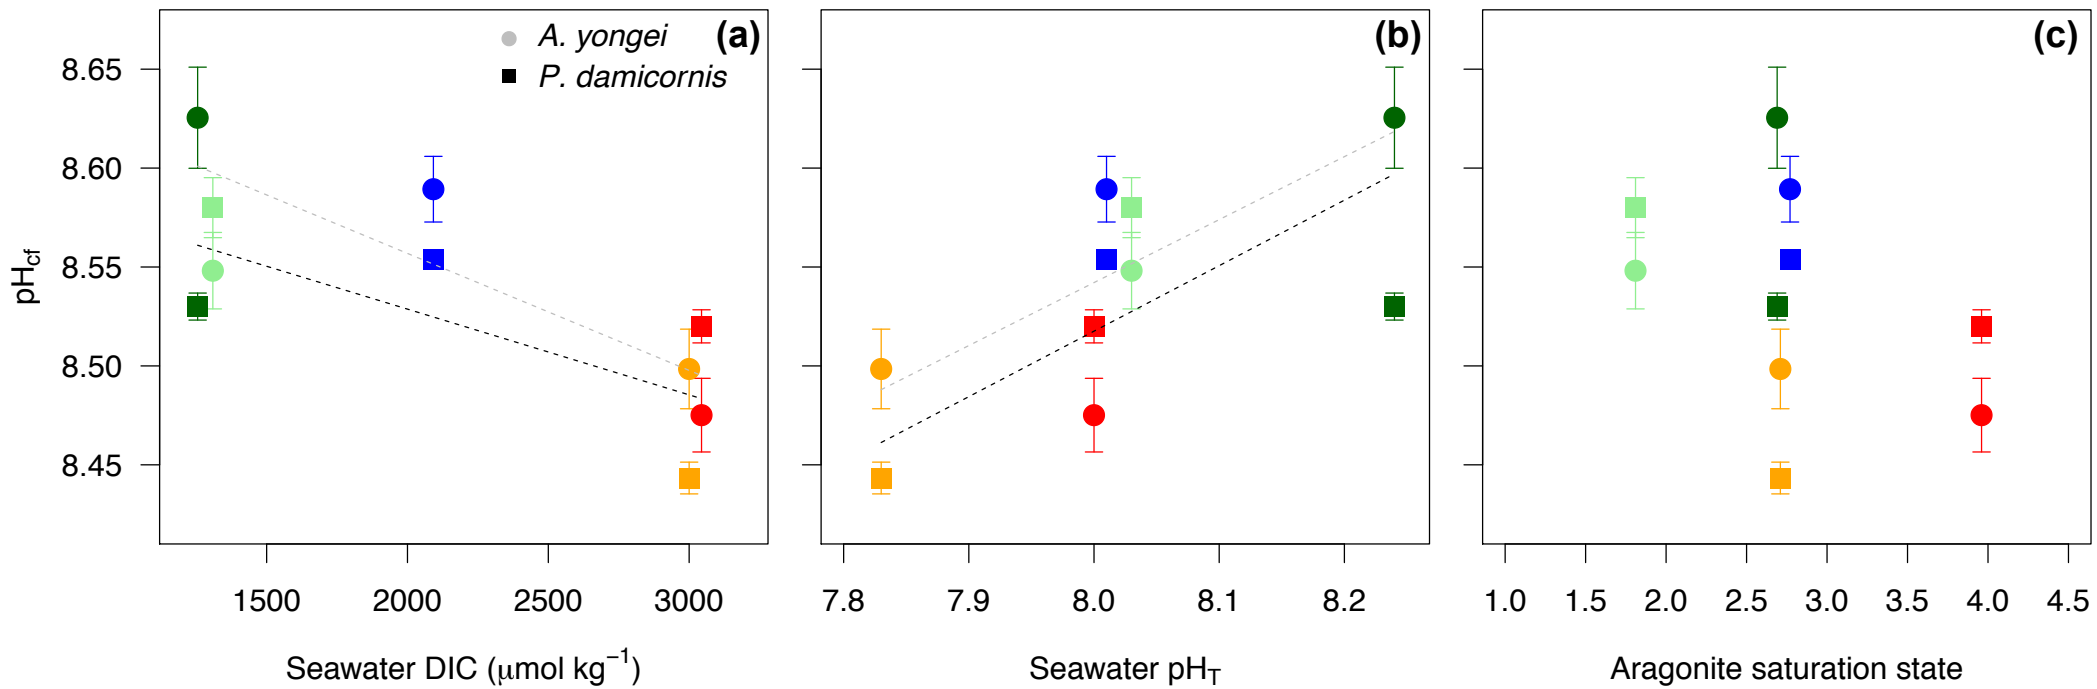 A. yongei
P. damicornis
(a)
(b)
(c)
pHcf
8.65
8.60
8.55
8.50
8.45
1500 2000 2500 3000
7.8 7.9 8.0 8.1 8.2
1.0 1.5 2.0 2.5 3.0 3.5 4.0 4.5
Seawater DIC (μmol kg−1)
Seawater pHT
Aragonite saturation state